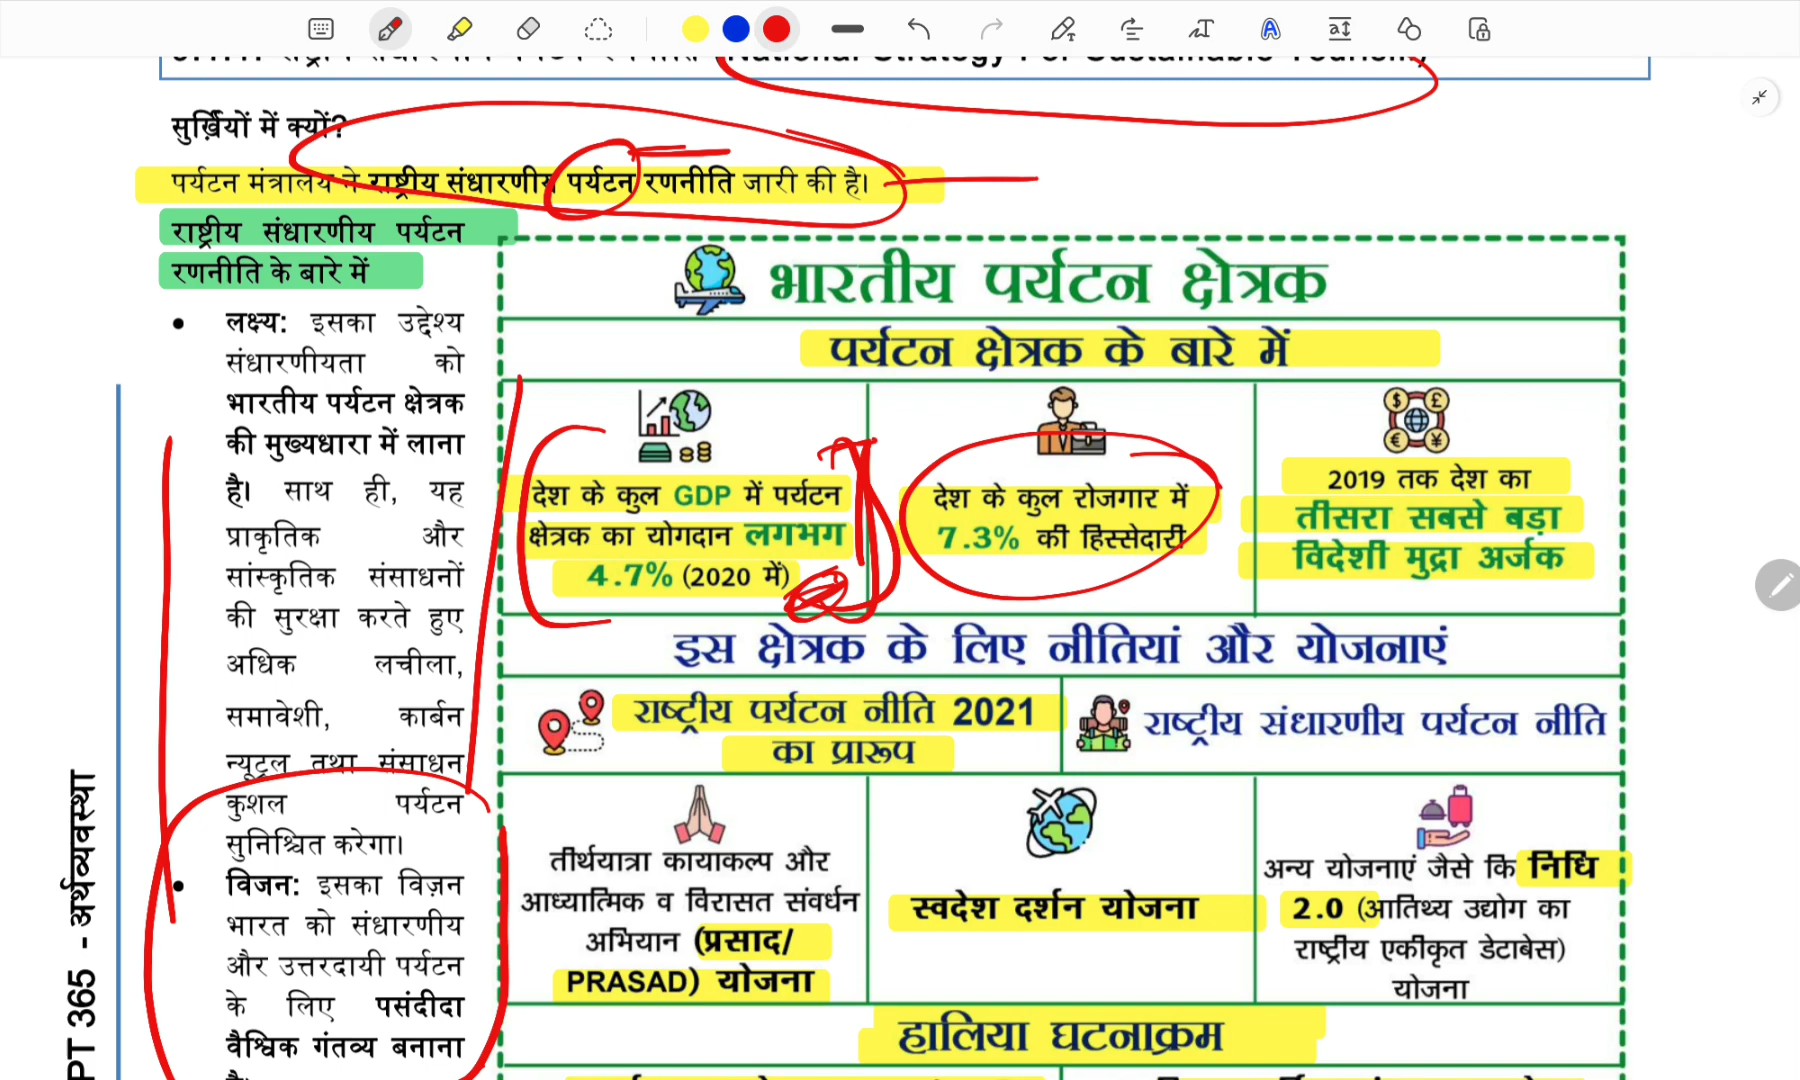 National Strategy For Sustainable Tourism
सुर्ख़ियों में क्यों?
पर्यटन मंत्रालय ने राष्ट्रीय संधारणीय पर्यटन रणनीति जारी की है।
राष्ट्रीय संधारणीय पर्यटन
रणनीति के बारे में
• लक्ष्य: इसका उद्देश्य
संधारणीयता को
भारतीय पर्यटन क्षेत्रक
की मुख्यधारा में लाना
है। साथ ही, यह
प्राकृतिक और
सांस्कृतिक संसाधनों
की सुरक्षा करते हुए
अधिक लचीला,
समावेशी, कार्बन
न्यूट्रल तथा संसाधन
कुशल पर्यटन
सुनिश्चित करेगा।
• विजन: इसका विज़न
भारत को संधारणीय
और उत्तरदायी पर्यटन
के लिए पसंदीदा
वैश्विक गंतव्य बनाना
भारतीय पर्यटन क्षेत्रक
पर्यटन क्षेत्रक के बारे में
देश के कुल GDP में पर्यटन
क्षेत्रक का योगदान लगभग
4.7% (2020 में)
देश के कुल रोजगार में
7.3% की हिस्सेदारी
2019 तक देश का
तीसरा सबसे बड़ा
विदेशी मुद्रा अर्जक
इस क्षेत्रक के लिए नीतियां और योजनाएं
राष्ट्रीय पर्यटन नीति 2021
का प्रारूप
राष्ट्रीय संधारणीय पर्यटन नीति
तीर्थयात्रा कायाकल्प और
आध्यात्मिक व विरासत संवर्धन
अभियान (प्रसाद/
PRASAD) योजना
स्वदेश दर्शन योजना
अन्य योजनाएं जैसे कि निधि
2.0 (आतिथ्य उद्योग का
राष्ट्रीय एकीकृत डेटाबेस)
योजना
हालिया घटनाक्रम
PT 365 - अर्थव्यवस्था